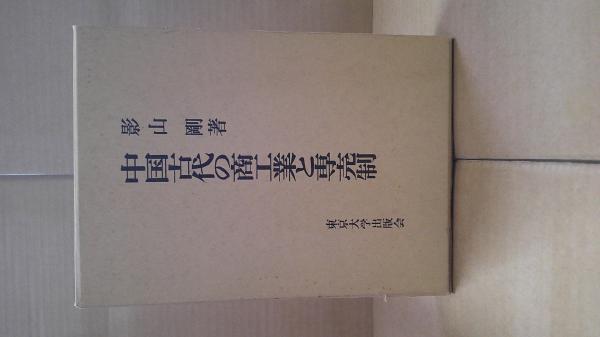 影山 剛著
中国古代の商工業と専売制
東京大学出版会